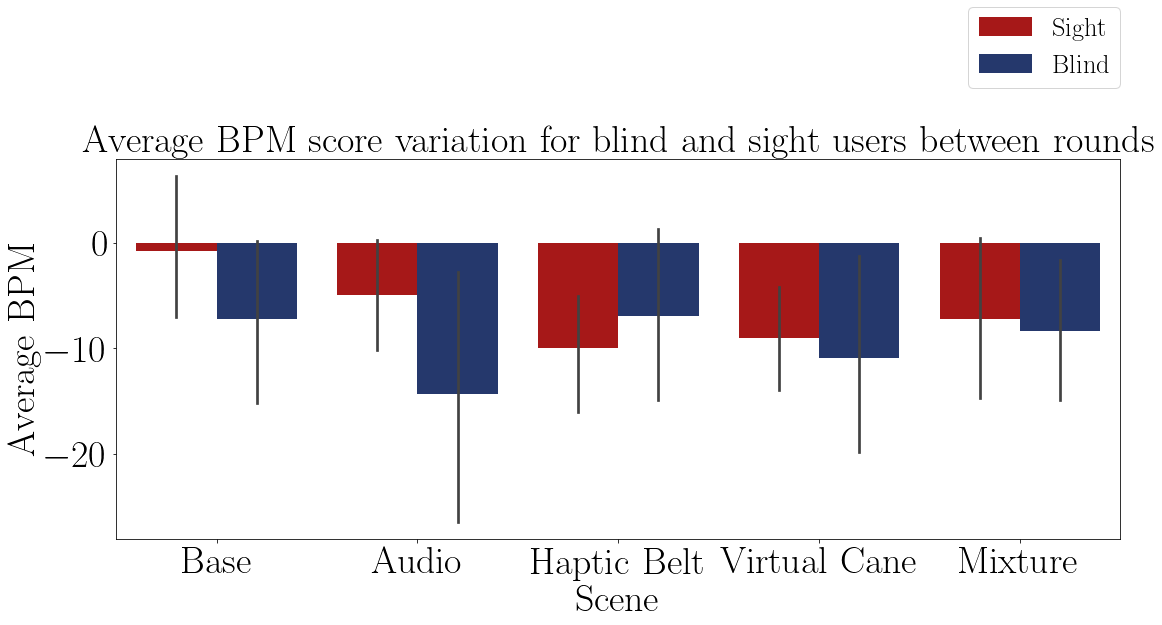 Sight
Blind
Average BPM score variation for blind and sight users between rounds
Average BPM
0
−10
−20
Base
Audio
Haptic Belt
Virtual Cane
Mixture
Scene